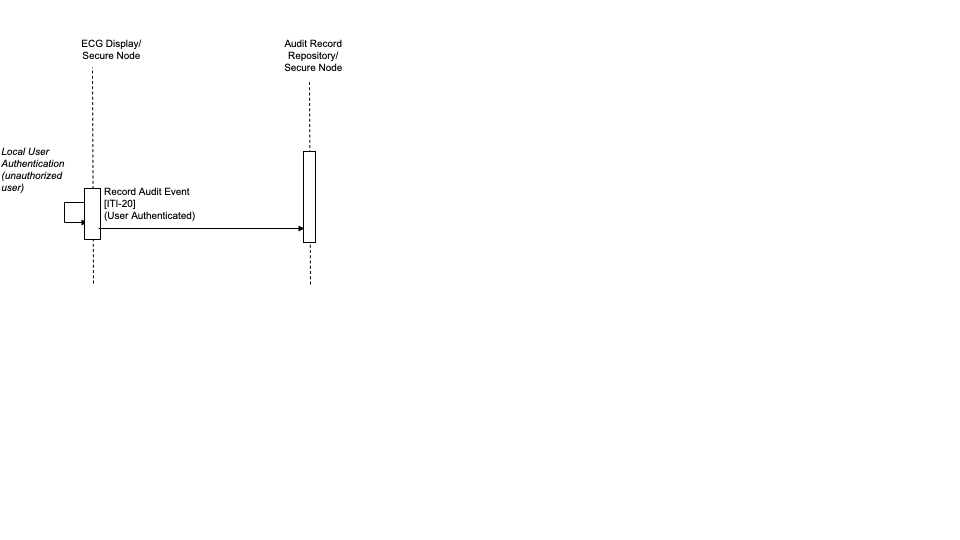 ECG Display/
Secure Node
Audit Record
Repository/
Secure Node
Local User
Authentication
(unauthorized
user)
Record Audit Event
[ITI-20]
(User Authenticated)